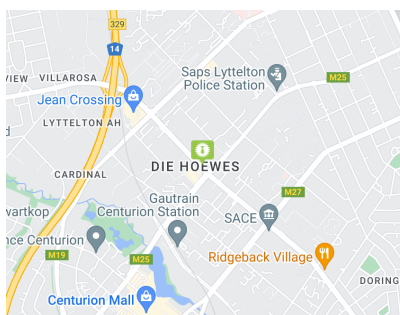 329
14
M25
Saps Lyttelton
Police Station
VIEW
VILLAROSA
Jean Crossing
LYTTELTON AH
d
DIE HOEWES
CARDINAL
M27
Gautrain
Centurion Station
wartkop
SACE
nce Centurion
M19
M25
Ridgeback Village
DORING
Centurion Mall